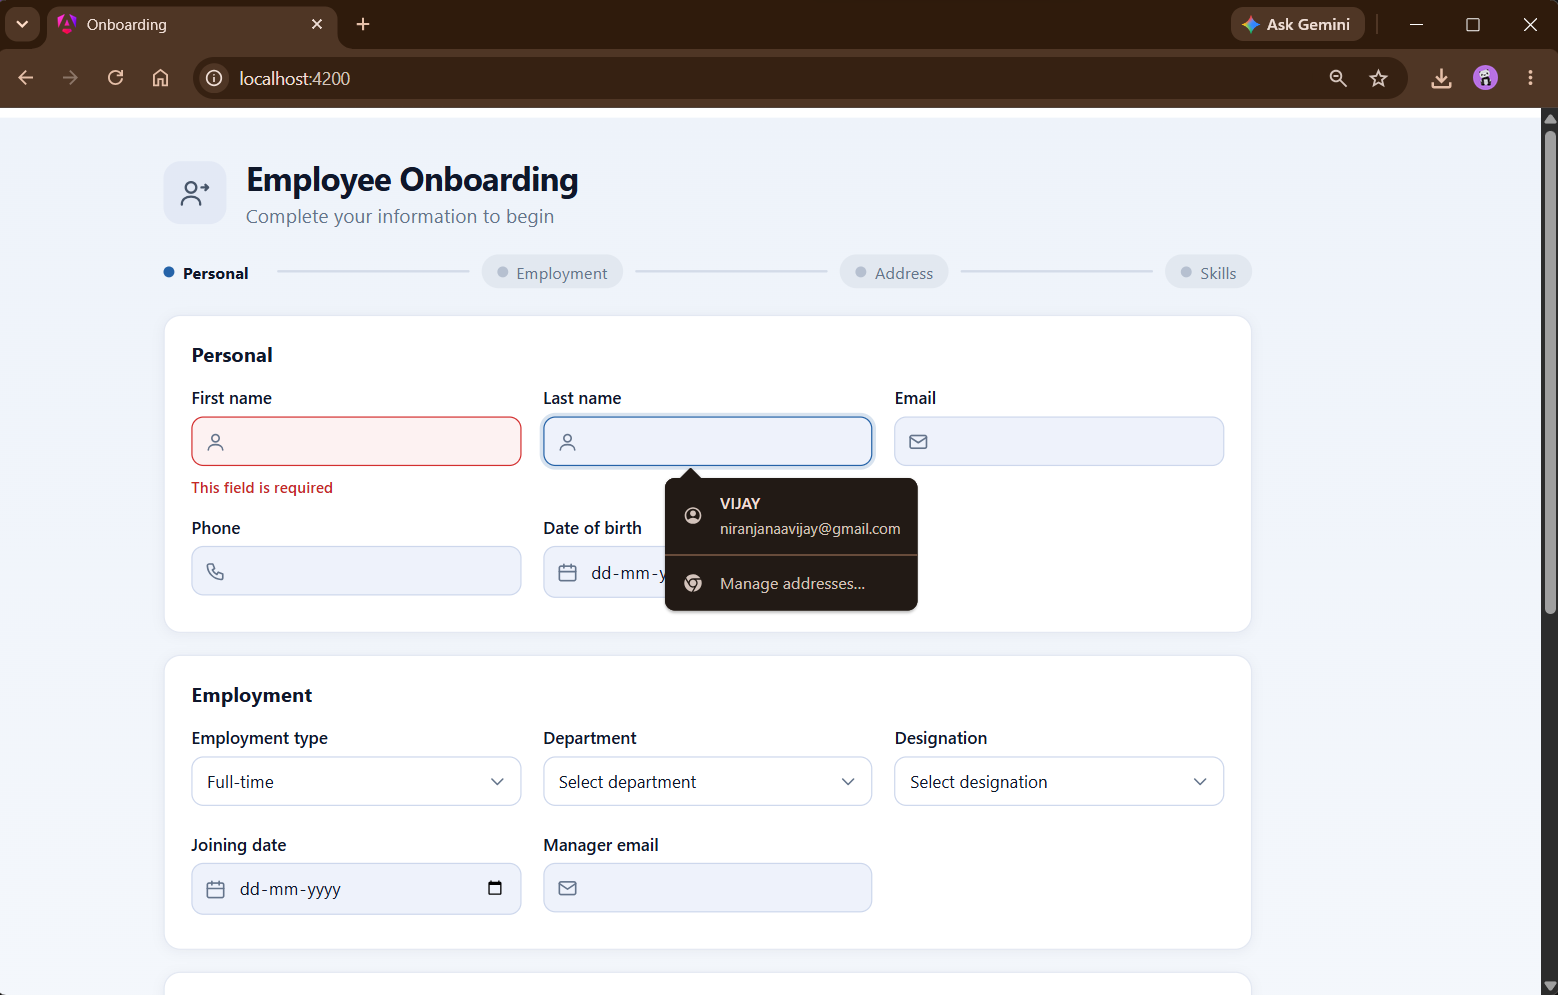 Onboarding
Ask Gemini
localhost:4200
Employee Onboarding
Complete your information to begin
Personal
Employment
Address
Skills
Personal
First name
Last name
Email
This field is required
VIJAY
niranjanaavijay@gmail.com
Phone
Date of birth
dd-mm-y
Manage addresses...
Employment
Employment type
Department
Designation
Full-time
Select department
Select designation
Joining date
Manager email
dd-mm-yyyy